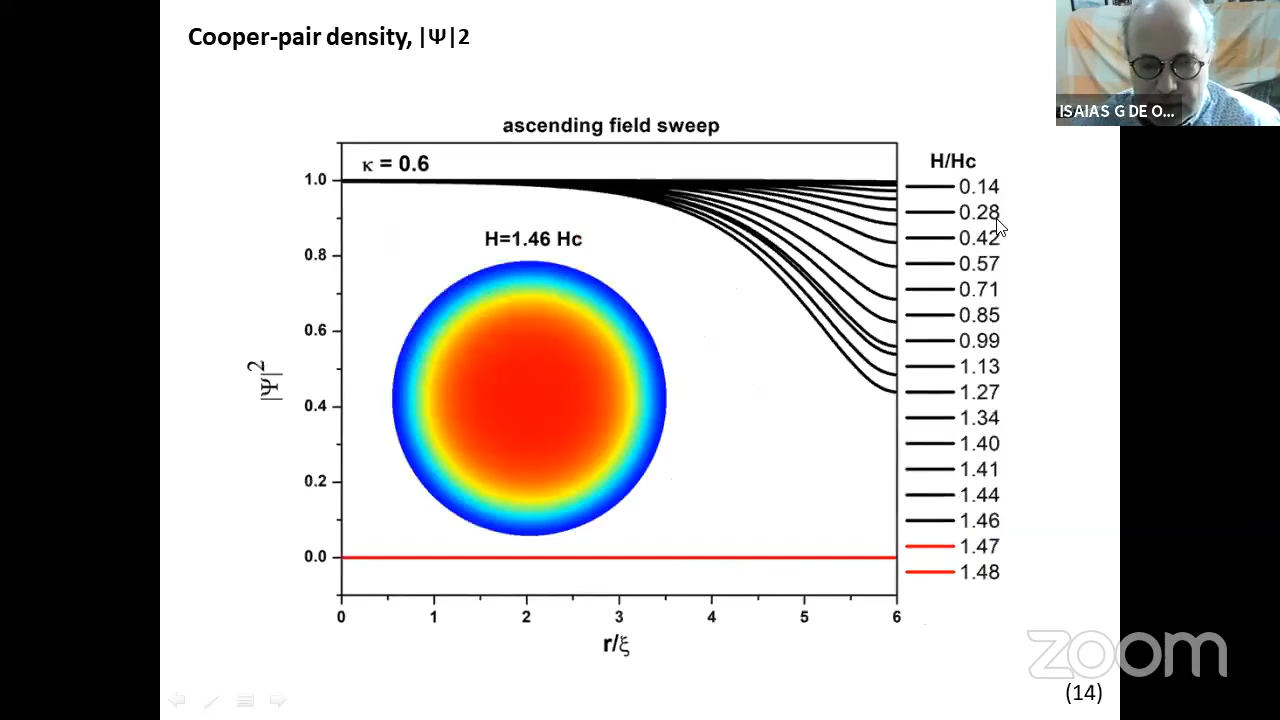 Cooper-pair density, |Ψ|2
ISAIAS G DE O...
ascending field sweep
κ = 0.6
H/Hc
1.0
0.8
0.6
0.4
0.2
0.0
|Ψ|²
H=1.46 Hc
0.14
0.28
0.42
0.57
0.71
0.85
0.99
1.13
1.27
1.34
1.40
1.41
1.44
1.46
1.47
1.48
0 1 2 3 4 5 6
r/ξ
zoom
(14)